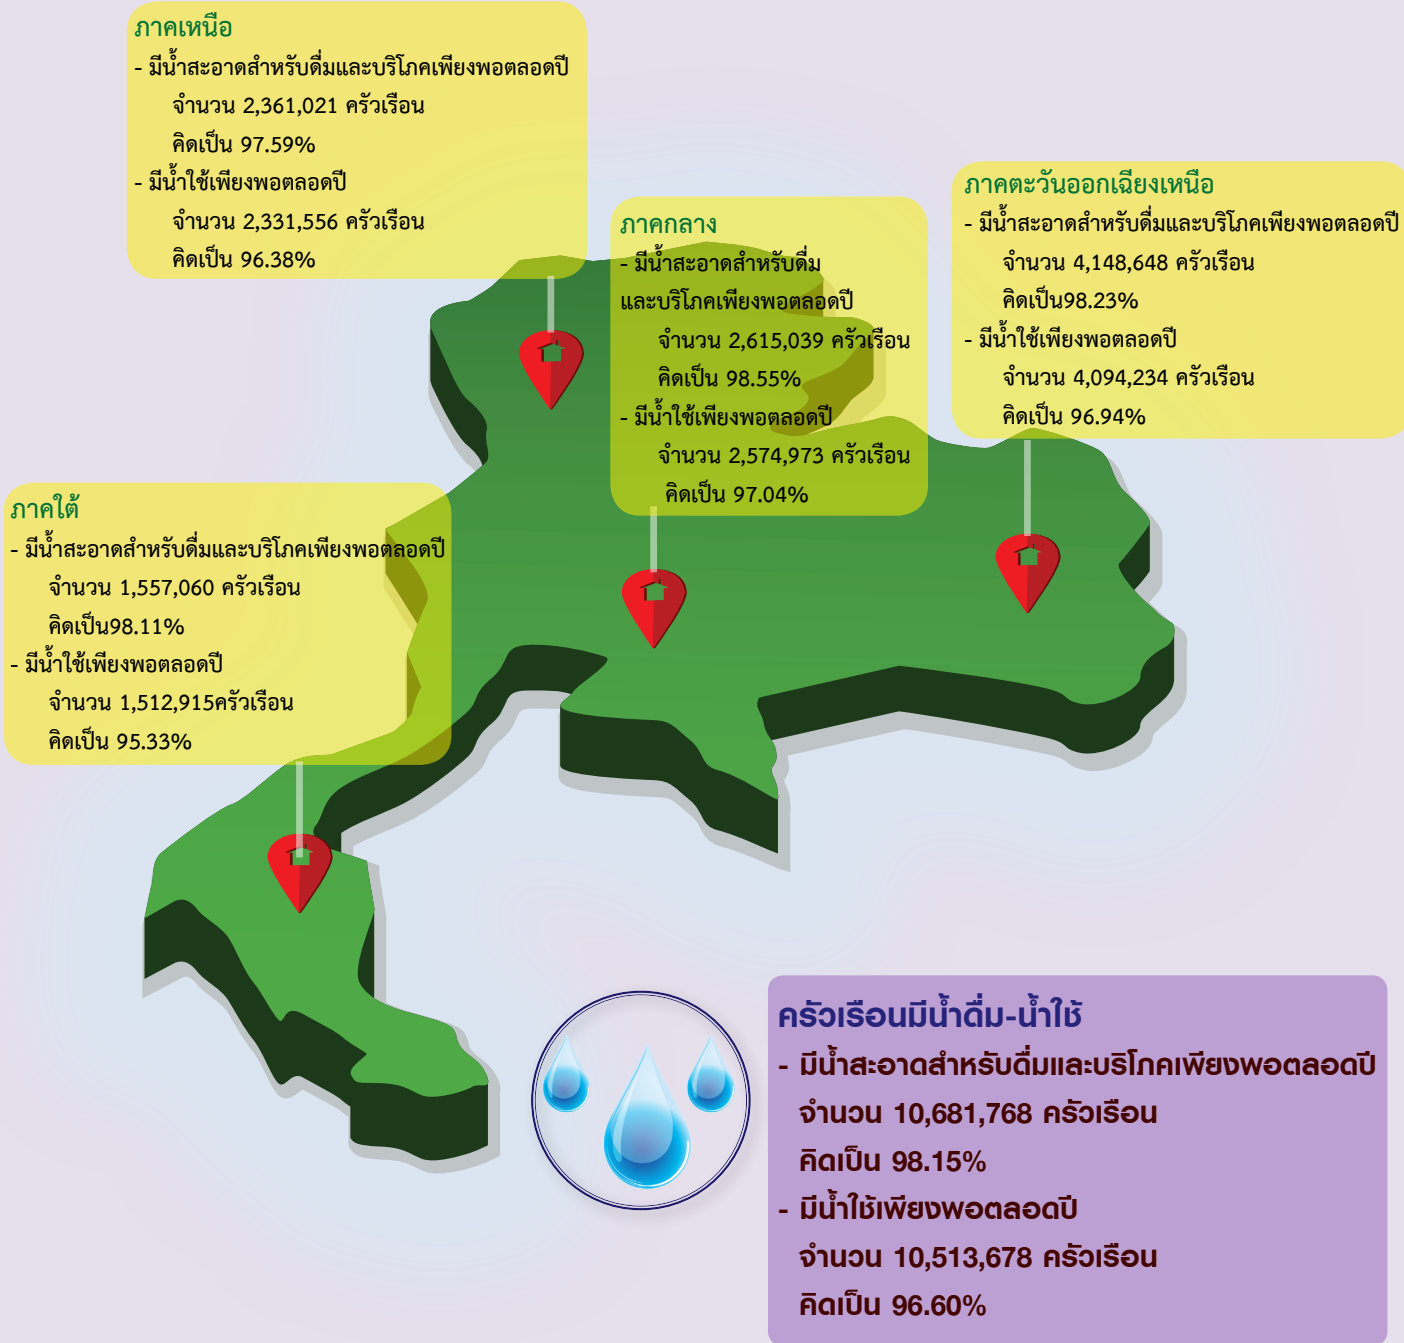 ภาคเหนือ
- มีน้ำสะอาดสำหรับดื่มและบริโภคเพียงพอตลอดปี
จำนวน 2,361,021 ครัวเรือน
คิดเป็น 97.59%
- มีน้ำใช้เพียงพอตลอดปี
จำนวน 2,331,556 ครัวเรือน
คิดเป็น 96.38%
ภาคกลาง
- มีน้ำสะอาดสำหรับดื่ม
และบริโภคเพียงพอตลอดปี
จำนวน 2,615,039 ครัวเรือน
คิดเป็น 98.55%
- มีน้ำใช้เพียงพอตลอดปี
จำนวน 2,574,973 ครัวเรือน
คิดเป็น 97.04%
ภาคตะวันออกเฉียงเหนือ
- มีน้ำสะอาดสำหรับดื่มและบริโภคเพียงพอตลอดปี
จำนวน 4,148,648 ครัวเรือน
คิดเป็น98.23%
- มีน้ำใช้เพียงพอตลอดปี
จำนวน 4,094,234 ครัวเรือน
คิดเป็น 96.94%
ภาคใต้
- มีน้ำสะอาดสำหรับดื่มและบริโภคเพียงพอตลอดปี
จำนวน 1,557,060 ครัวเรือน
คิดเป็น98.11%
- มีน้ำใช้เพียงพอตลอดปี
จำนวน 1,512,915ครัวเรือน
คิดเป็น 95.33%
ครัวเรือนมีน้ำดื่ม-น้ำใช้
- มีน้ำสะอาดสำหรับดื่มและบริโภคเพียงพอตลอดปี
จำนวน 10,681,768 ครัวเรือน
คิดเป็น 98.15%
- มีน้ำใช้เพียงพอตลอดปี
จำนวน 10,513,678 ครัวเรือน
คิดเป็น 96.60%